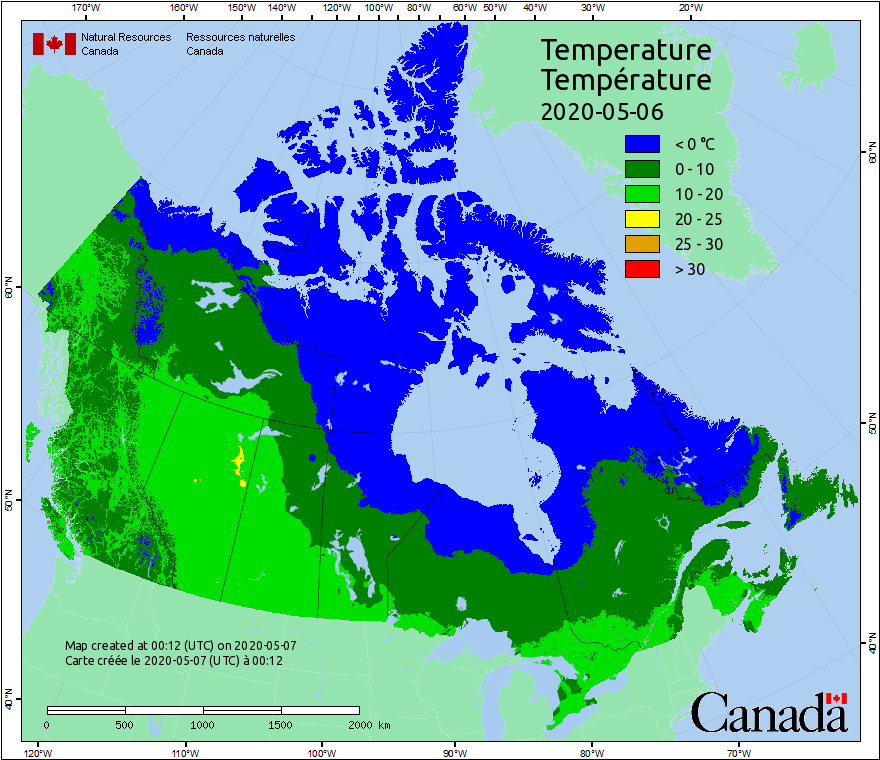 170°W 160°W 150°W 140°W 120°W 100°W 80°W 60°W 50°W 40°W 30°W 20°W
Natural Resources Canada
Ressources naturelles Canada
Temperature
Température
2020-05-06
< 0 °C
0 - 10
10 - 20
20 - 25
25 - 30
> 30
60°N
60°N
50°N
50°N
40°N
40°N
Map created at 00:12 (UTC) on 2020-05-07
Carte créée le 2020-05-07 (UTC) à 00:12
0 500 1000 1500 2000 km
Canada
120°W 110°W 100°W 90°W 80°W 70°W